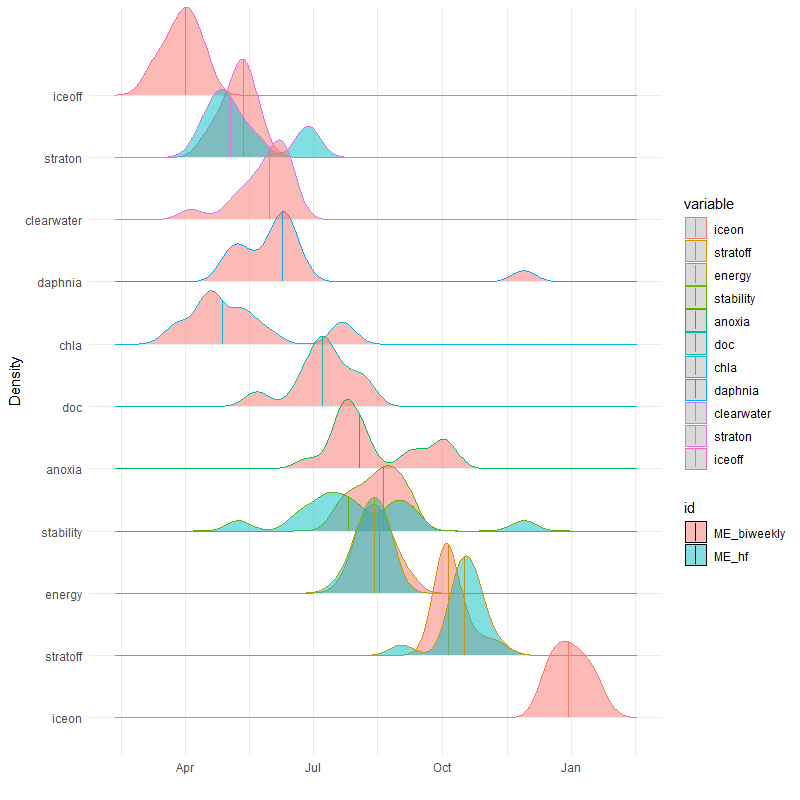 Density
iceoff
straton
clearwater
daphnia
chla
doc
anoxia
stability
energy
stratoff
iceon
Apr
Jul
Oct
Jan
variable
iceon
stratoff
energy
stability
anoxia
doc
chla
daphnia
clearwater
straton
iceoff
id
ME_biweekly
ME_hf